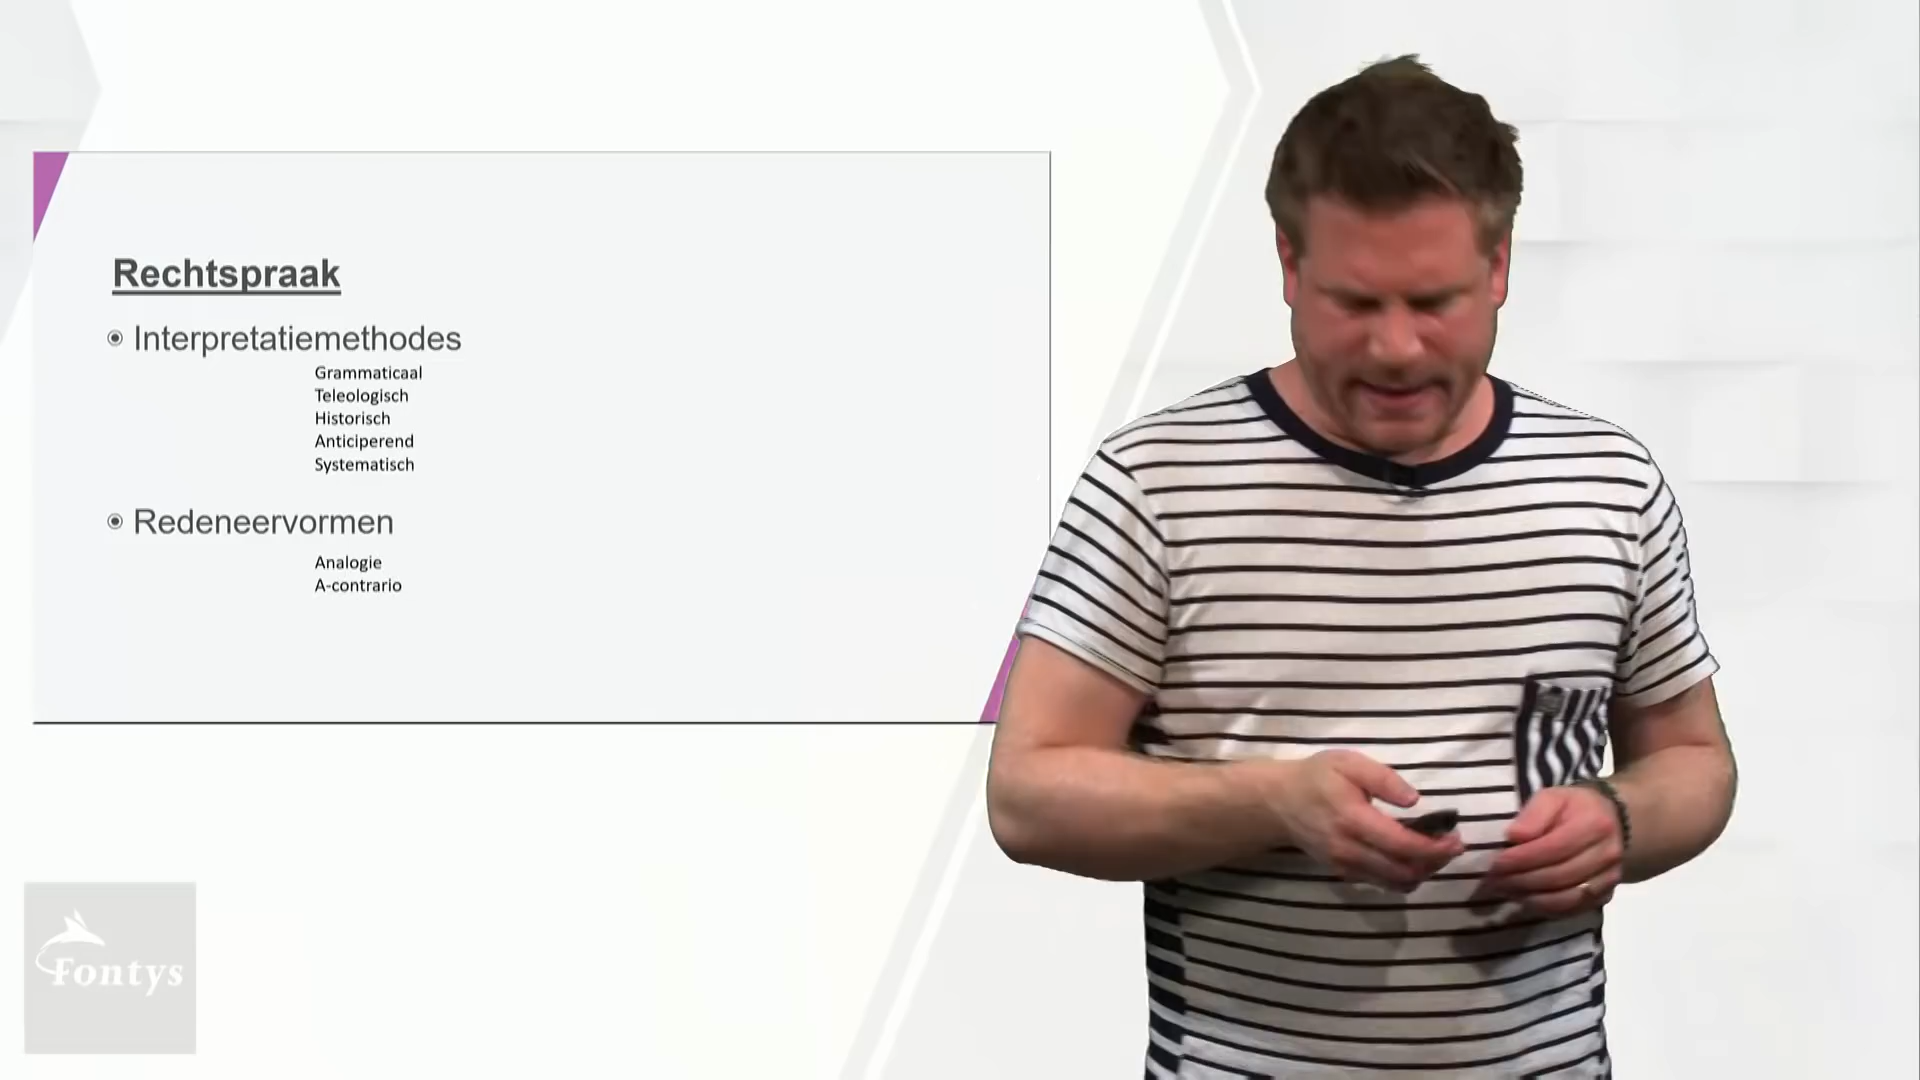 Rechtspraak
Interpretatiemethodes
Grammaticaal
Teleologisch
Historisch
Anticiperend
Systematisch
Redeneervormen
Analogie
A-contrario
Fontys